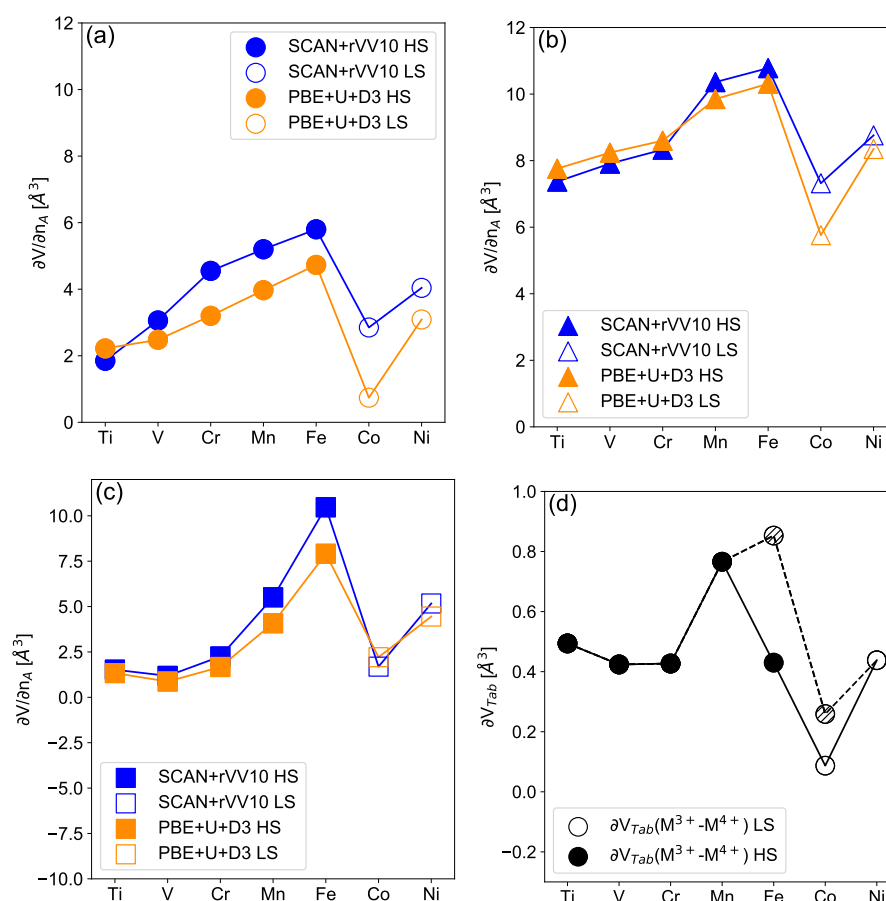 (a)
12
10
8
6
4
2
0
∂V/∂n_A [Å³]
SCAN+rVV10 HS
SCAN+rVV10 LS
PBE+U+D3 HS
PBE+U+D3 LS
Ti V Cr Mn Fe Co Ni
(b)
12
10
8
6
4
2
0
∂V/∂n_A [Å³]
SCAN+rVV10 HS
SCAN+rVV10 LS
PBE+U+D3 HS
PBE+U+D3 LS
Ti V Cr Mn Fe Co Ni
(c)
10.0
7.5
5.0
2.5
0.0
−2.5
−5.0
−7.5
−10.0
∂V/∂n_A [Å³]
SCAN+rVV10 HS
SCAN+rVV10 LS
PBE+U+D3 HS
PBE+U+D3 LS
Ti V Cr Mn Fe Co Ni
(d)
1.0
0.8
0.6
0.4
0.2
0.0
−0.2
∂V_Tab [Å³]
∂V_Tab(M³⁺-M⁴⁺) LS
∂V_Tab(M³⁺-M⁴⁺) HS
Ti V Cr Mn Fe Co Ni